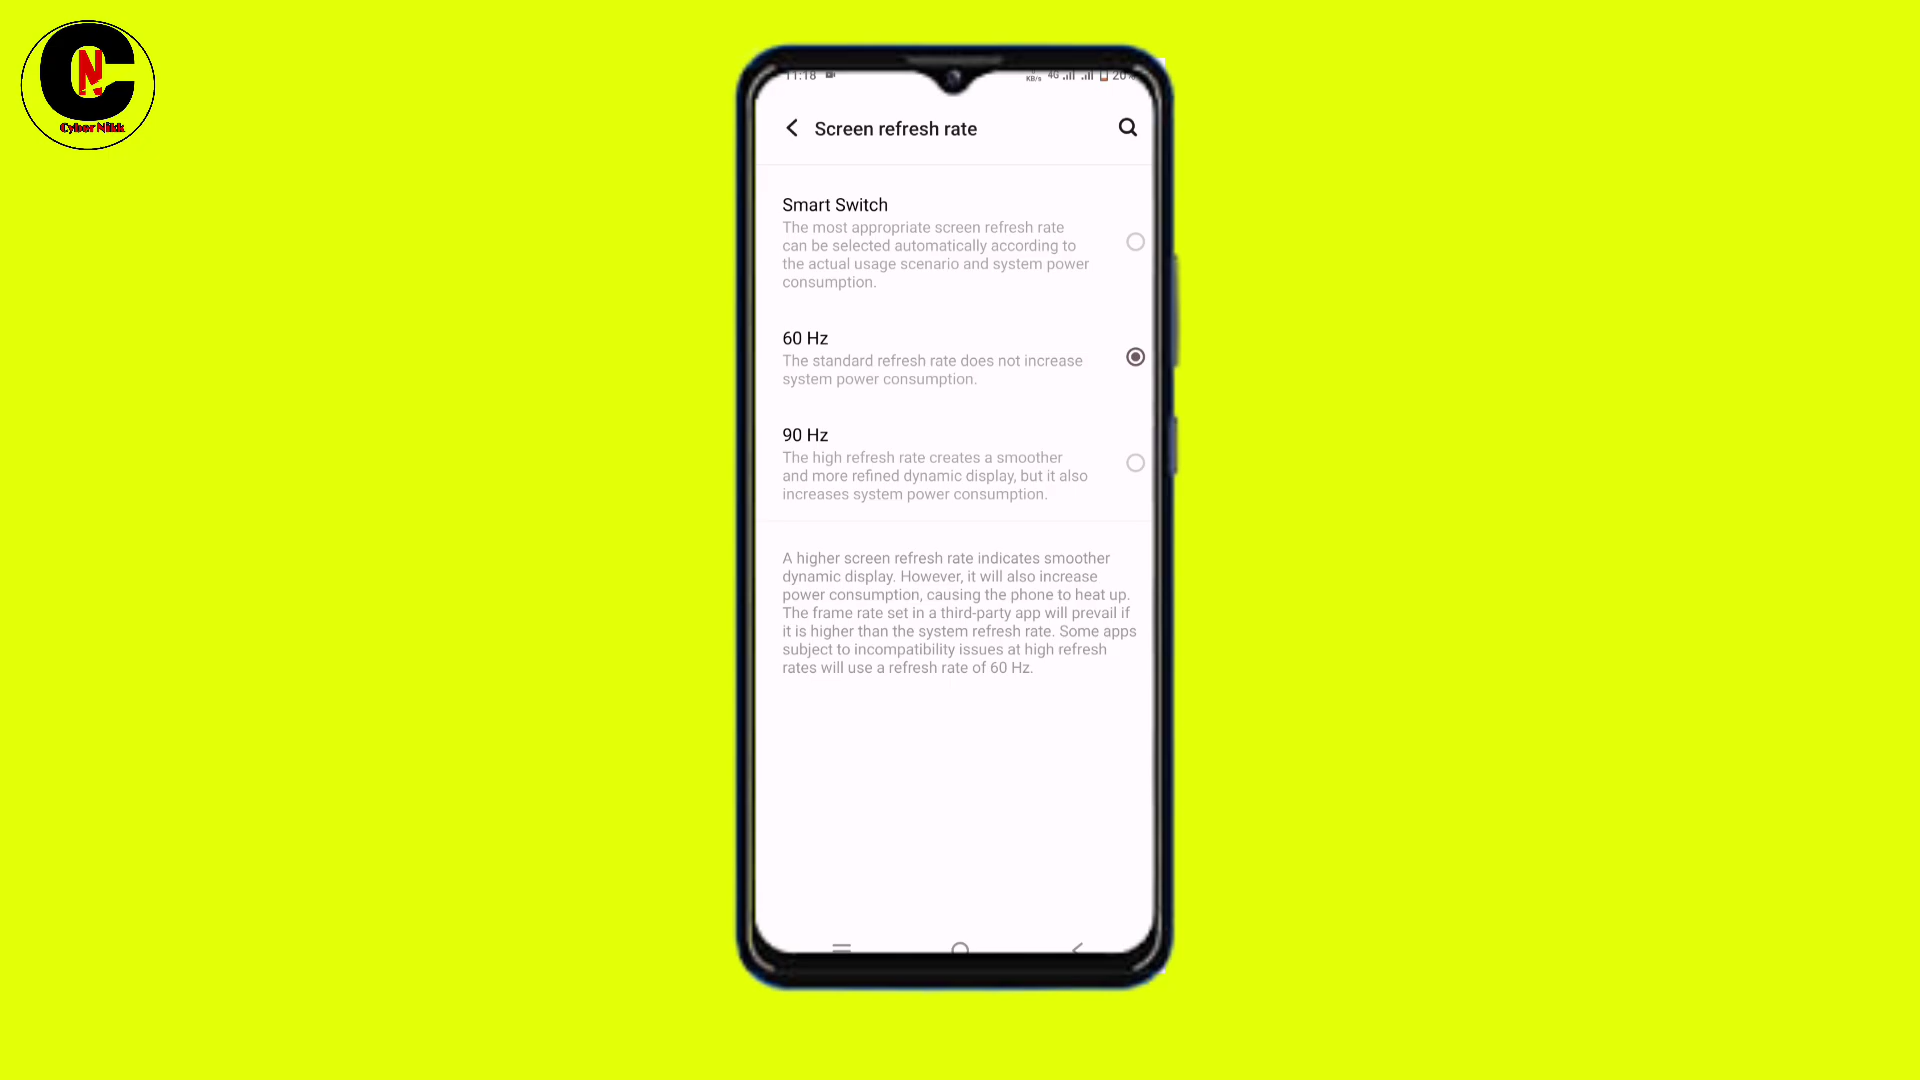 CN
Cyber Nikk
11:18
KB/s 4G 20%
Screen refresh rate
Smart Switch
The most appropriate screen refresh rate
can be selected automatically according to
the actual usage scenario and system power
consumption.
60 Hz
The standard refresh rate does not increase
system power consumption.
90 Hz
The high refresh rate creates a smoother
and more refined dynamic display, but it also
increases system power consumption.
A higher screen refresh rate indicates smoother
dynamic display. However, it will also increase
power consumption, causing the phone to heat up.
The frame rate set in a third-party app will prevail if
it is higher than the system refresh rate. Some apps
subject to incompatibility issues at high refresh
rates will use a refresh rate of 60 Hz.